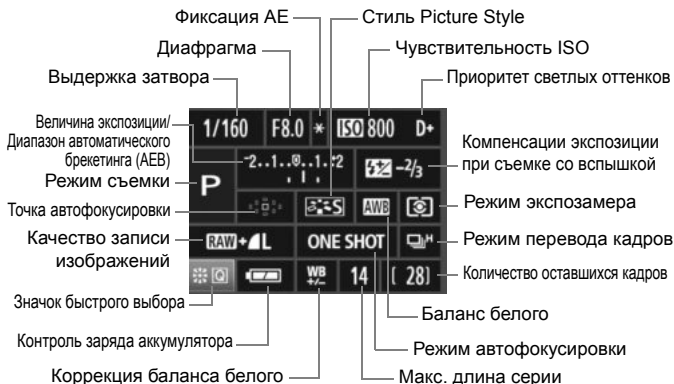 Фиксация AE
Стиль Picture Style
Диафрагма
Чувствительность ISO
Выдержка затвора
Приоритет светлых оттенков
Величина экспозиции/
Диапазон автоматического
брекетинга (AEB)
1/160 F8.0 * ISO 800 D+
-2..1..0..1..+2
-2/3
Компенсации экспозиции
при съемке со вспышкой
Режим съемки
P
Точка автофокусировки
S AWB
Режим экспозамера
Качество записи
изображений
RAW+L ONE SHOT H
Режим перевода кадров
Q WB +/- 14 [ 28]
Количество оставшихся кадров
Значок быстрого выбора
Баланс белого
Контроль заряда аккумулятора
Режим автофокусировки
Коррекция баланса белого
Макс. длина серии